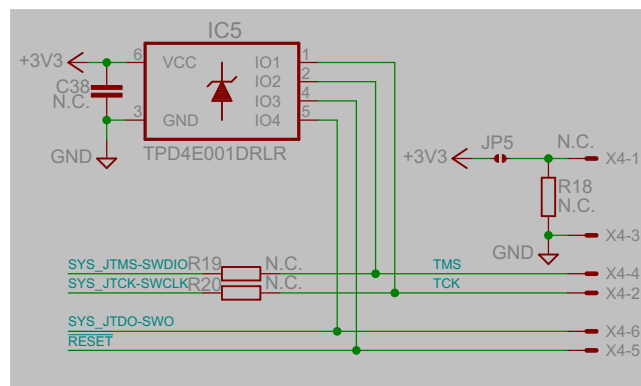 IC5
+3V3
6
VCC
IO1
1
IO2
2
C38
N.C.
IO3
4
3
GND
IO4
5
GND
TPD4E001DRLR
+3V3
JP5
N.C.
X4-1
R18
N.C.
X4-3
GND
SYS_JTMS-SWDIO
R19
N.C.
TMS
X4-4
SYS_JTCK-SWCLK
R20
N.C.
TCK
X4-2
SYS_JTDO-SWO
X4-6
RESET
X4-5